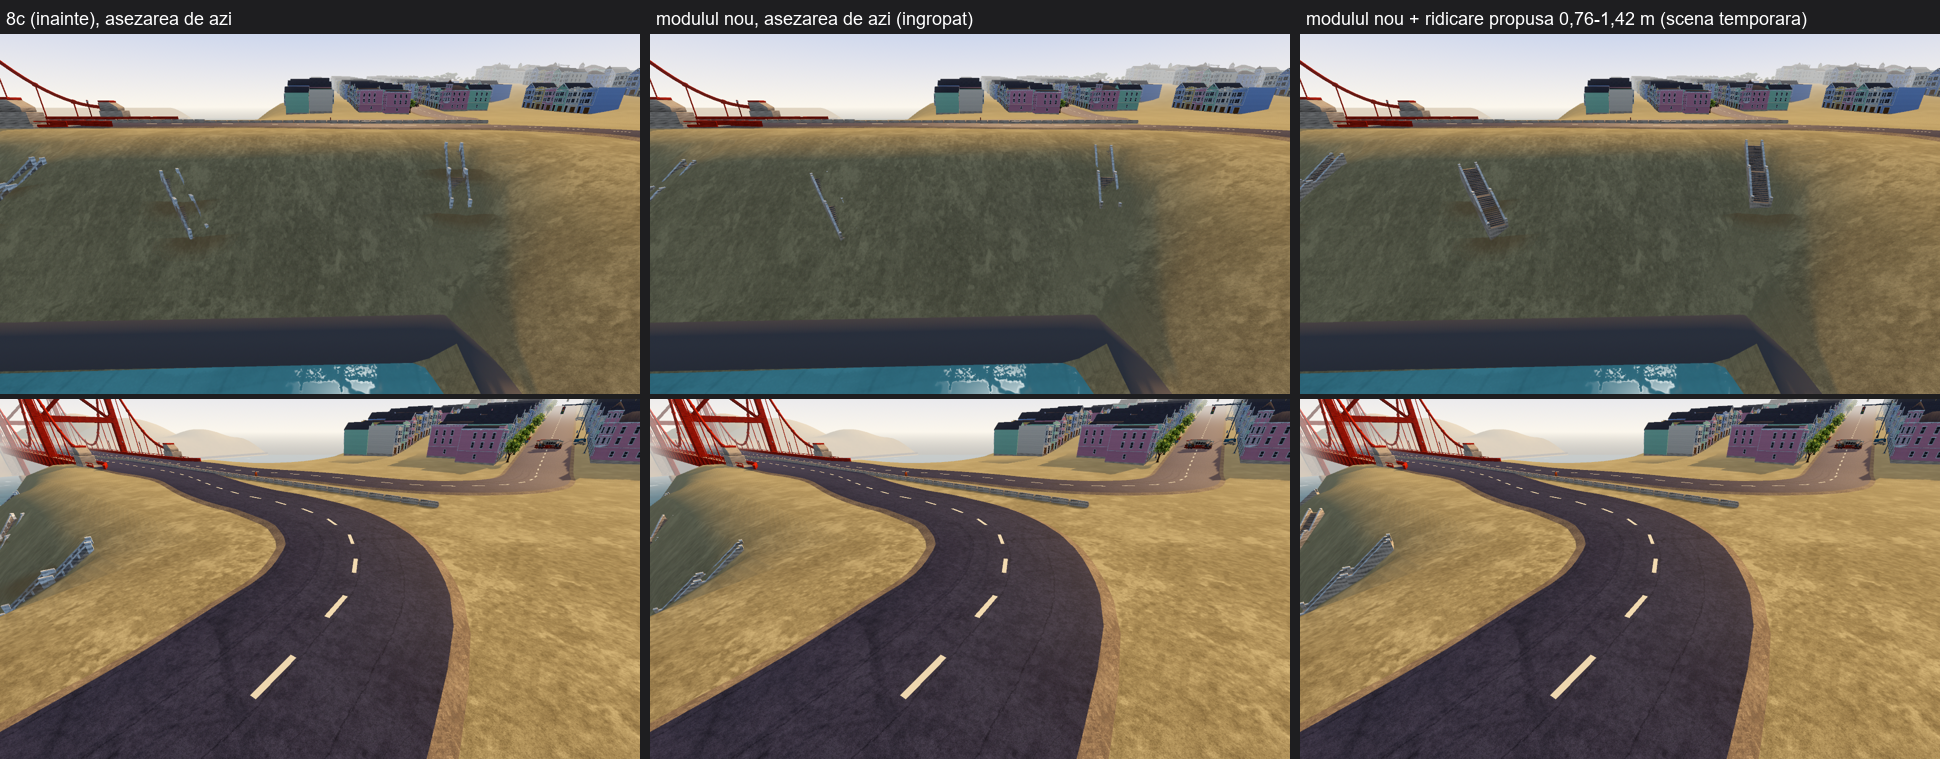 8c (inainte), asezarea de azi
modulul nou, asezarea de azi (ingropat)
modulul nou + ridicare propusa 0,76-1,42 m (scena temporara)